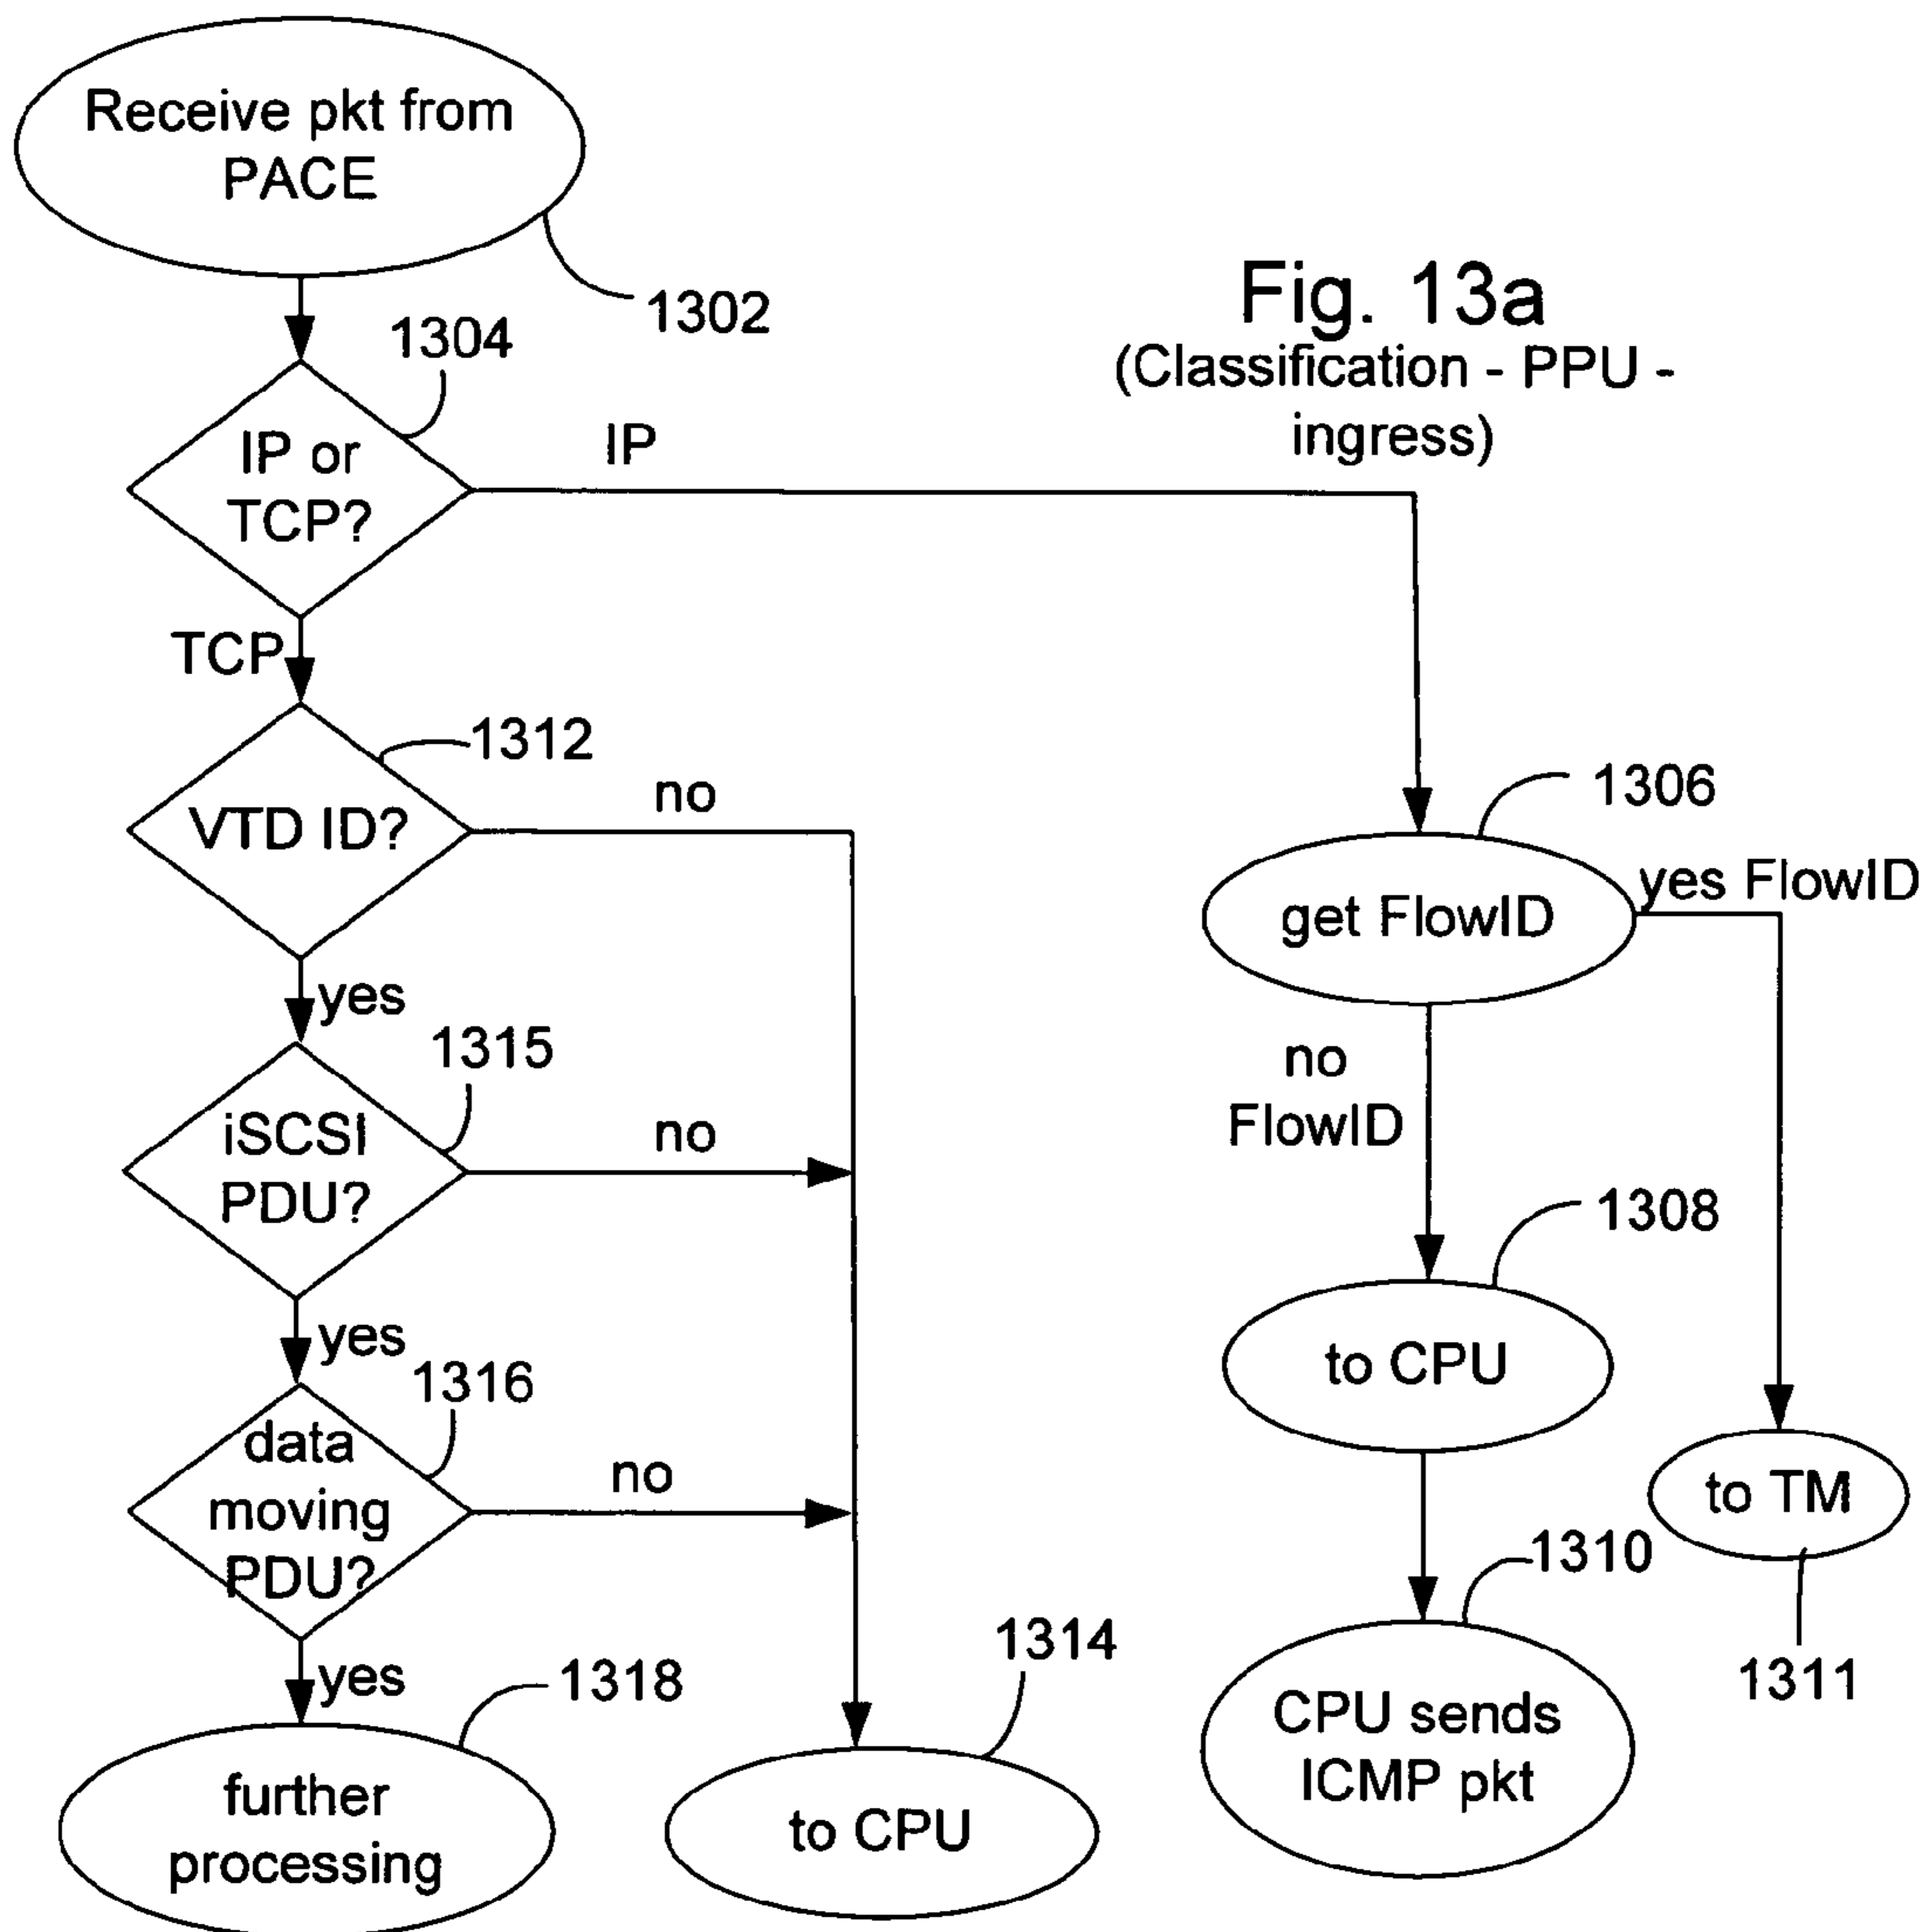 Receive pkt from
PACE
1302
Fig. 13a
(Classification - PPU -
ingress)
1304
IP or
TCP?
IP
TCP
1312
VTD ID?
no
yes
1306
get FlowID
yes FlowID
no
FlowID
1315
iSCSI
PDU?
no
yes
1308
to CPU
1316
data
moving
PDU?
no
yes
to TM
1311
1310
CPU sends
ICMP pkt
1318
further
processing
1314
to CPU